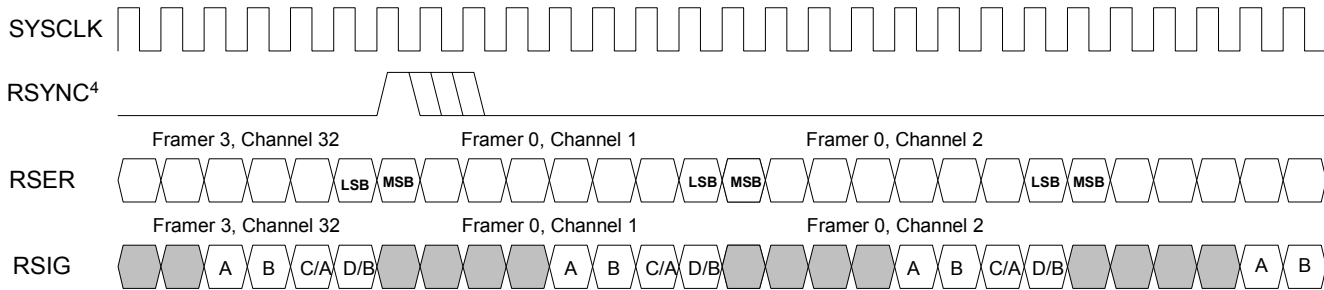 SYSCLK
RSYNC4
Framer 3, Channel 32 Framer 0, Channel 1 Framer 0, Channel 2
RSER LSB MSB LSB MSB LSB MSB
Framer 3, Channel 32 Framer 0, Channel 1 Framer 0, Channel 2
RSIG A B C/A D/B A B C/A D/B A B C/A D/B A B